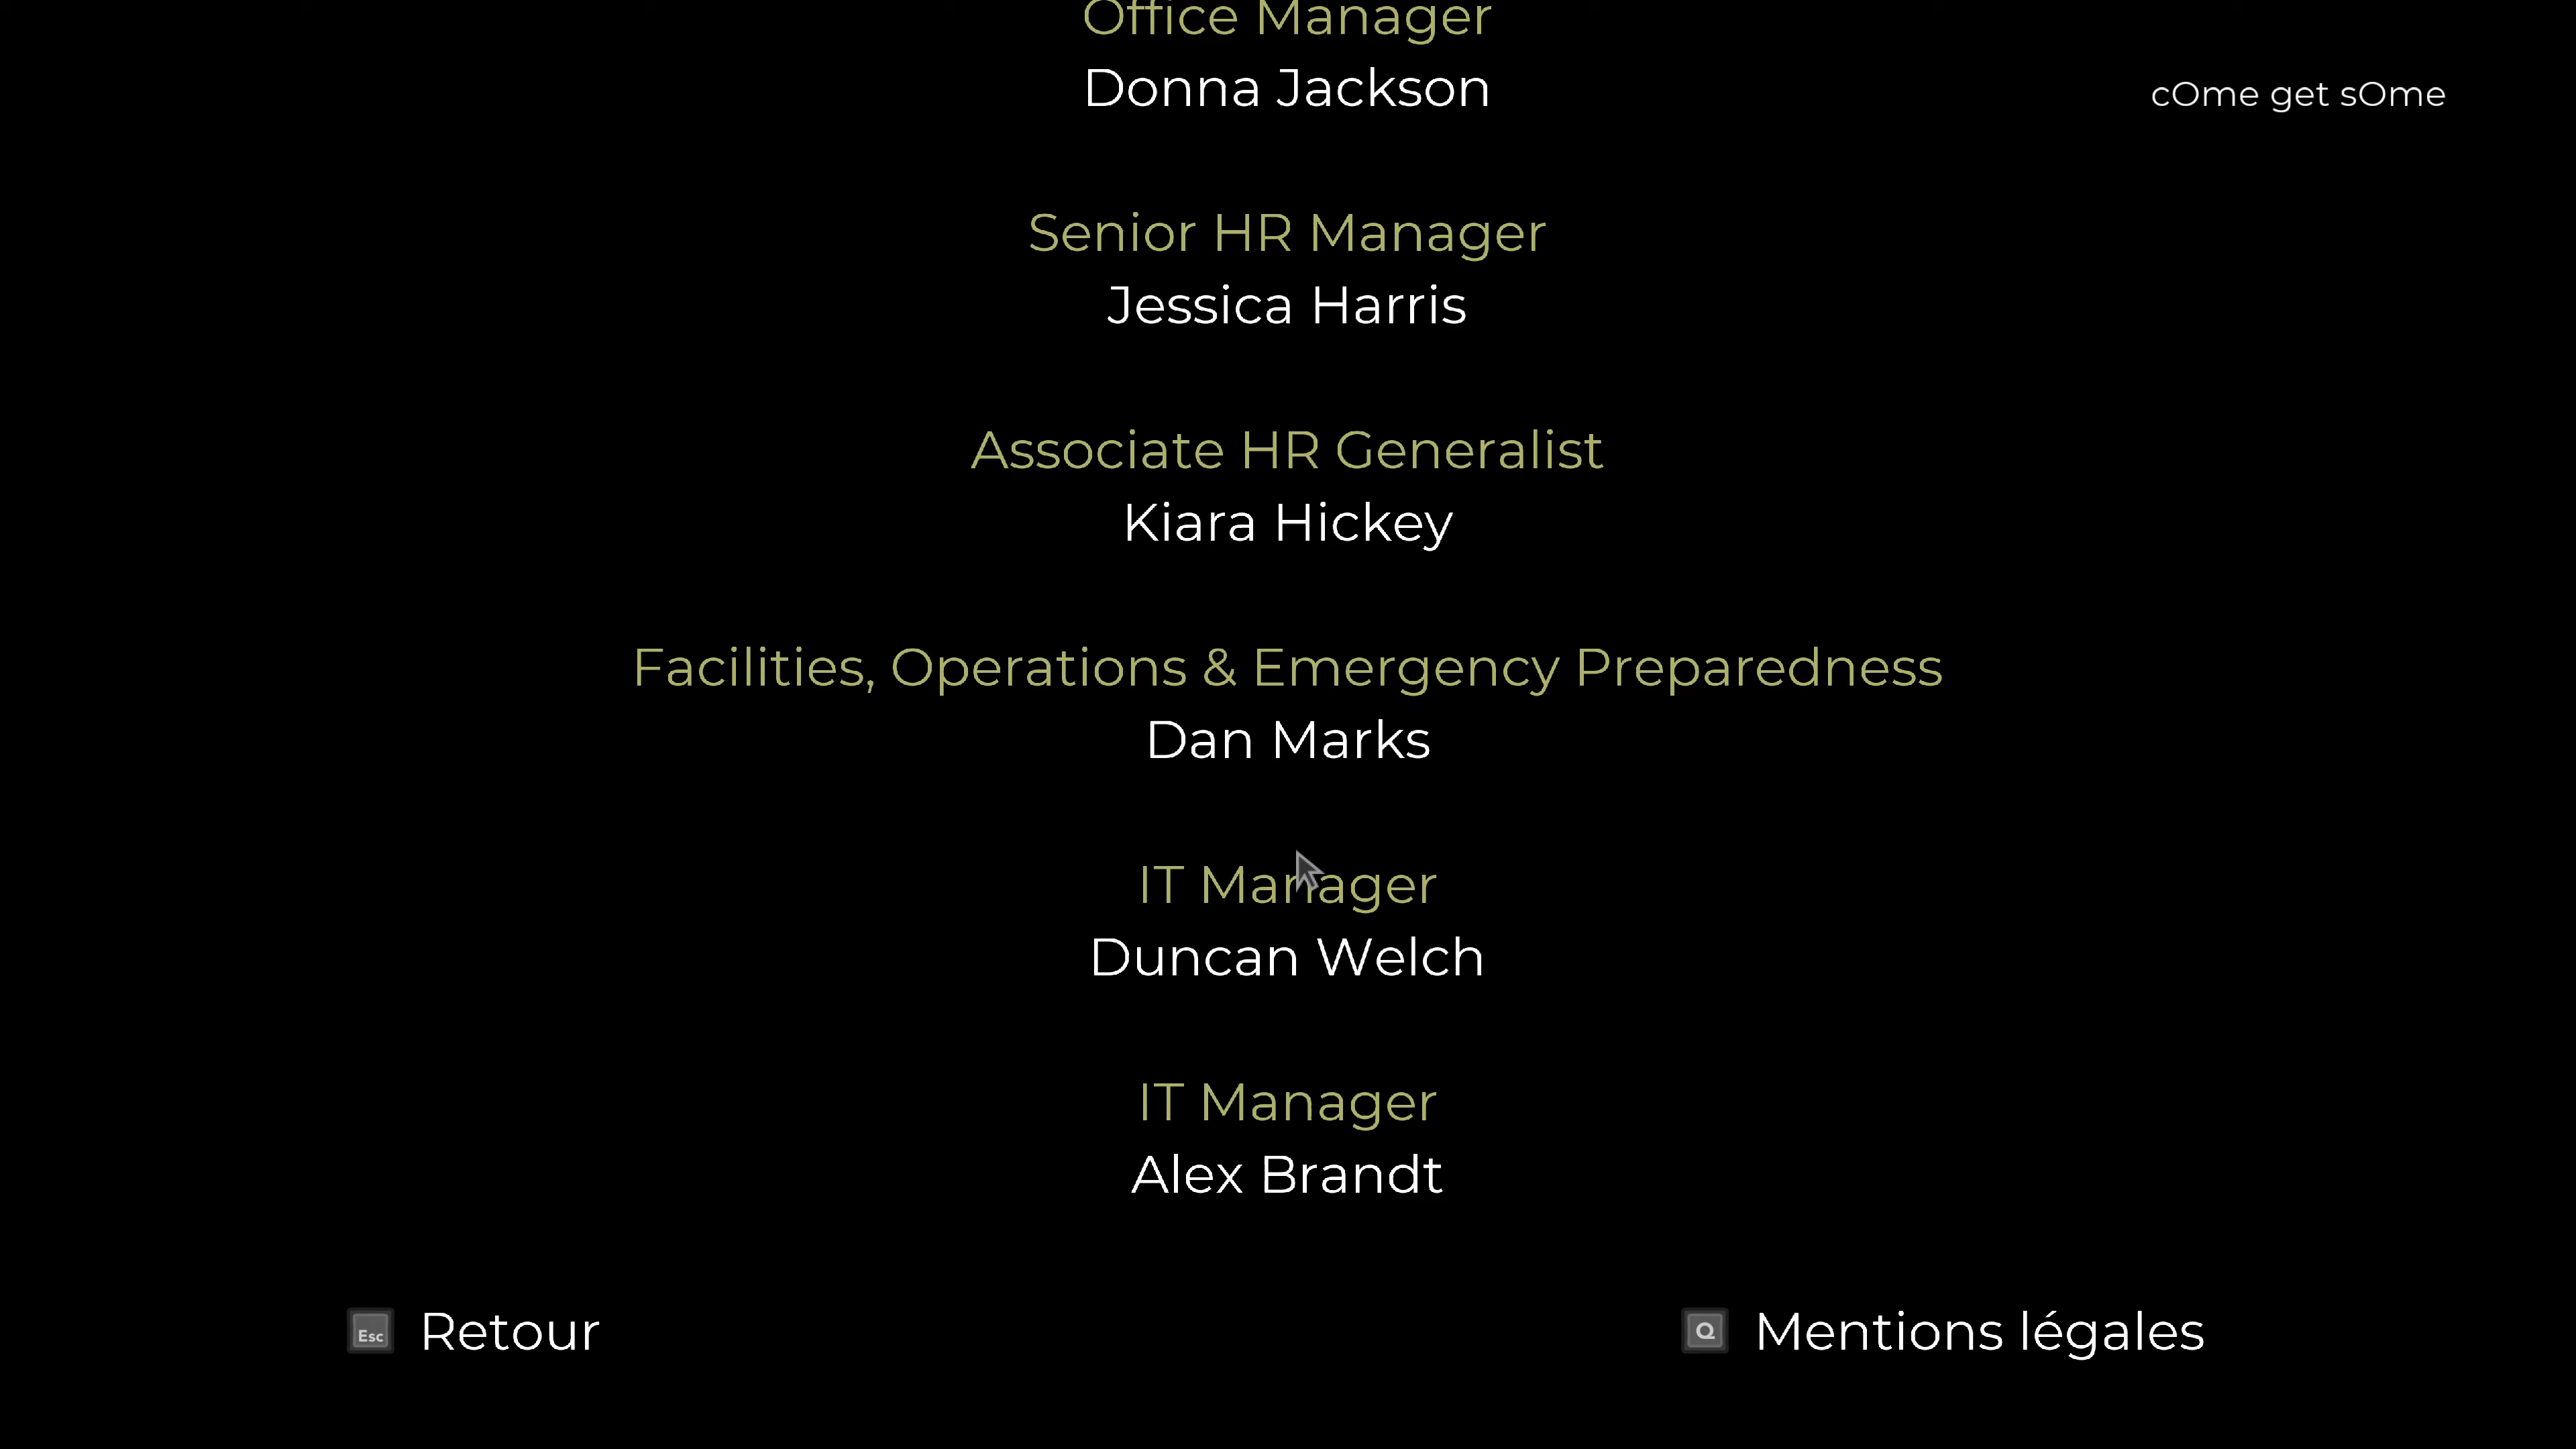 Office Manager
Donna Jackson
cOme get sOme
Senior HR Manager
Jessica Harris
Associate HR Generalist
Kiara Hickey
Facilities, Operations & Emergency Preparedness
Dan Marks
IT Manager
Duncan Welch
IT Manager
Alex Brandt
Esc Retour
Q Mentions légales